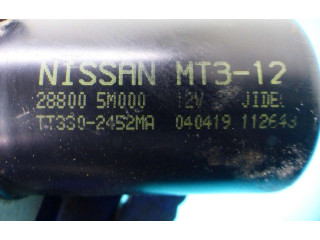 NISSAN MT3-12
28800 5M000 12V JIDEC
TT330-2452MA 040419 112643